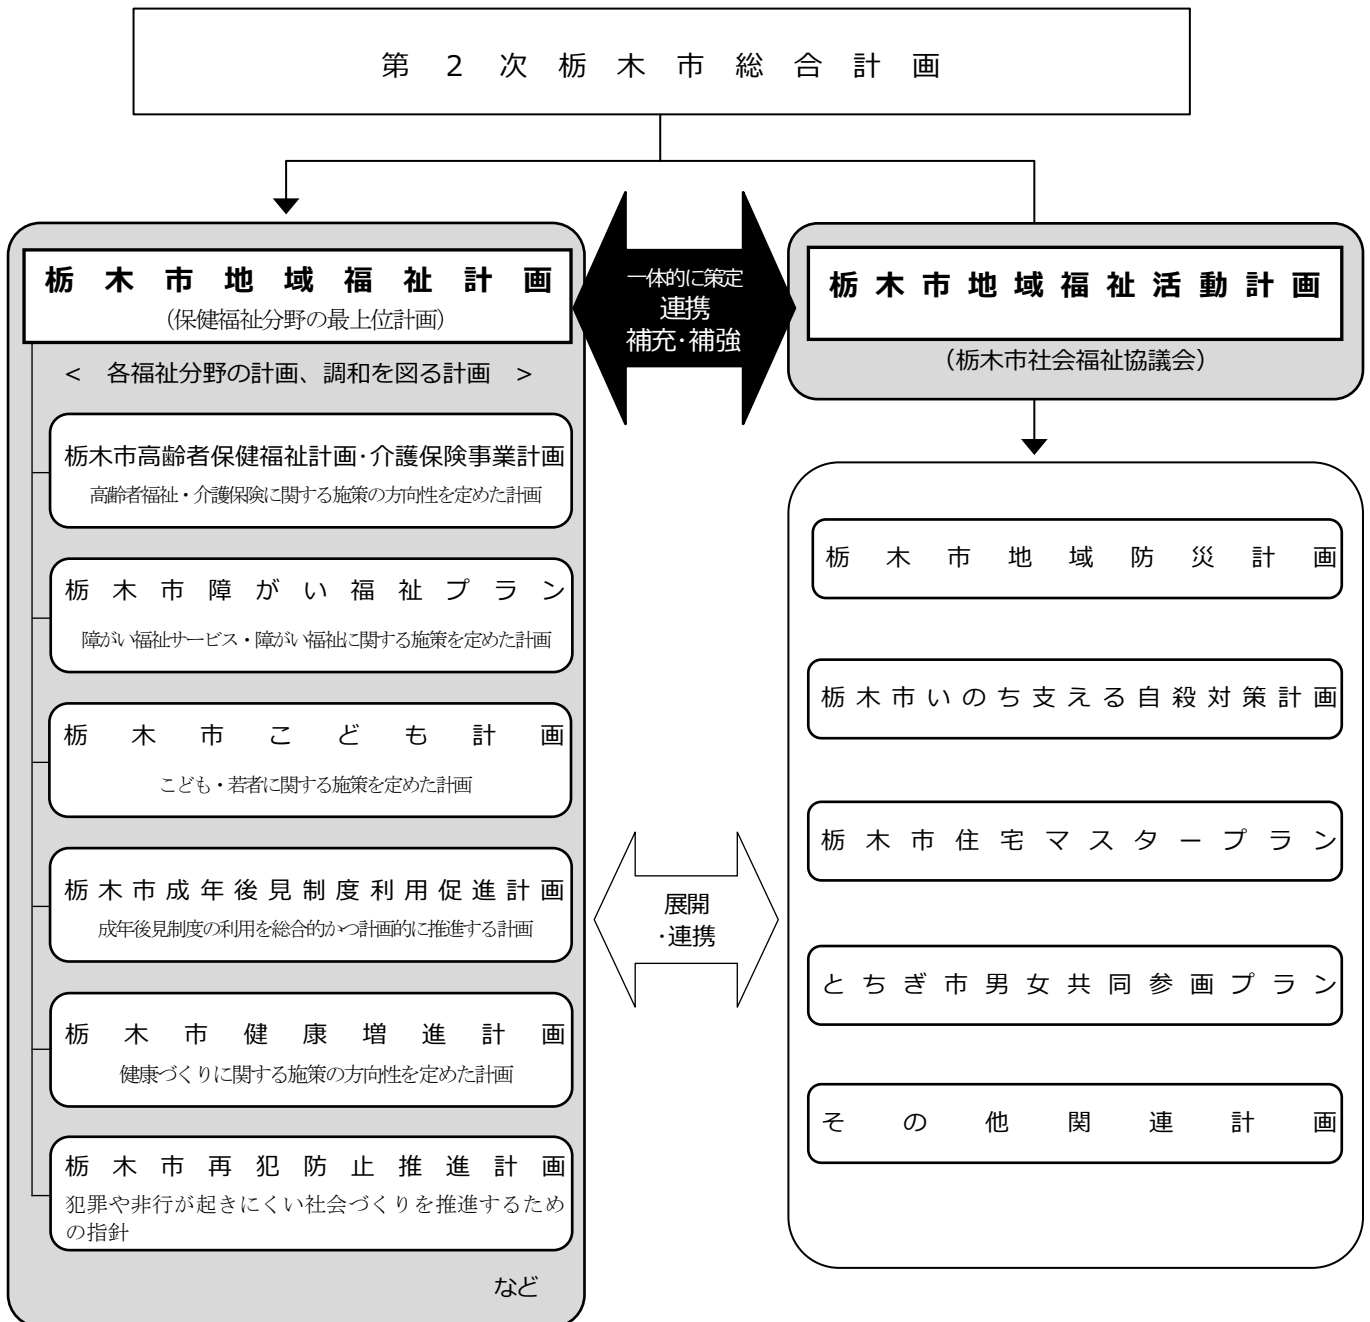 第２次栃木市総合計画
栃木市地域福祉計画
（保健福祉分野の最上位計画）
＜　各福祉分野の計画、調和を図る計画　＞
栃木市高齢者保健福祉計画・介護保険事業計画
高齢者福祉・介護保険に関する施策の方向性を定めた計画
栃木市障がい福祉プラン
障がい福祉サービス・障がい福祉に関する施策を定めた計画
栃木市こども計画
こども・若者に関する施策を定めた計画
栃木市成年後見制度利用促進計画
成年後見制度の利用を総合的かつ計画的に推進する計画
栃木市健康増進計画
健康づくりに関する施策の方向性を定めた計画
栃木市再犯防止推進計画
犯罪や非行が起きにくい社会づくりを推進するため
の指針
など
一体的に策定
連携
補充・補強
展開
・連携
栃木市地域福祉活動計画
（栃木市社会福祉協議会）
栃木市地域防災計画
栃木市いのち支える自殺対策計画
栃木市住宅マスタープラン
とちぎ市男女共同参画プラン
その他関連計画